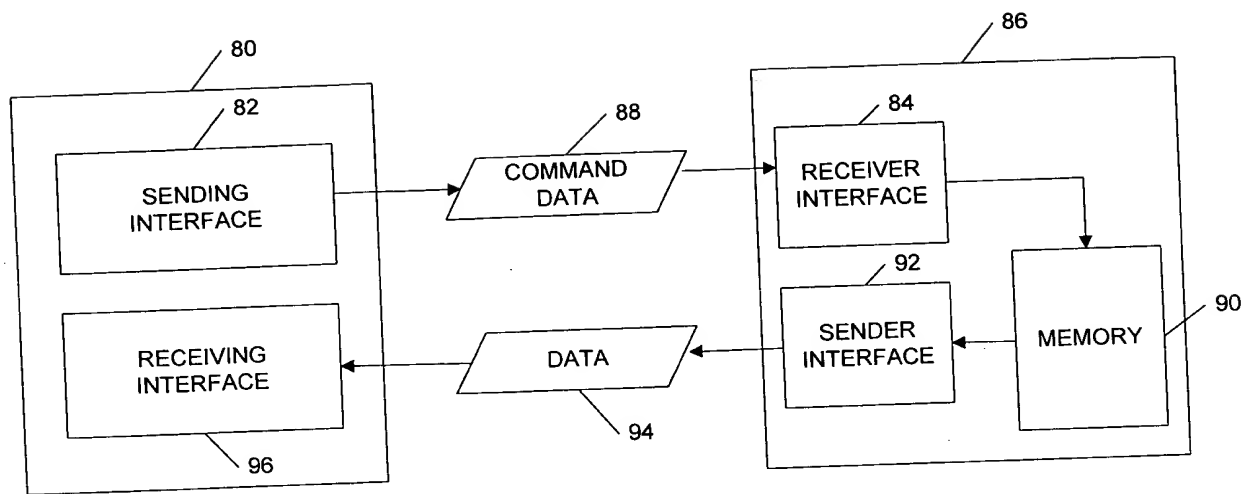 80
86
82
88
84
SENDING
INTERFACE
COMMAND
DATA
RECEIVER
INTERFACE
92
90
RECEIVING
INTERFACE
DATA
SENDER
INTERFACE
MEMORY
94
96